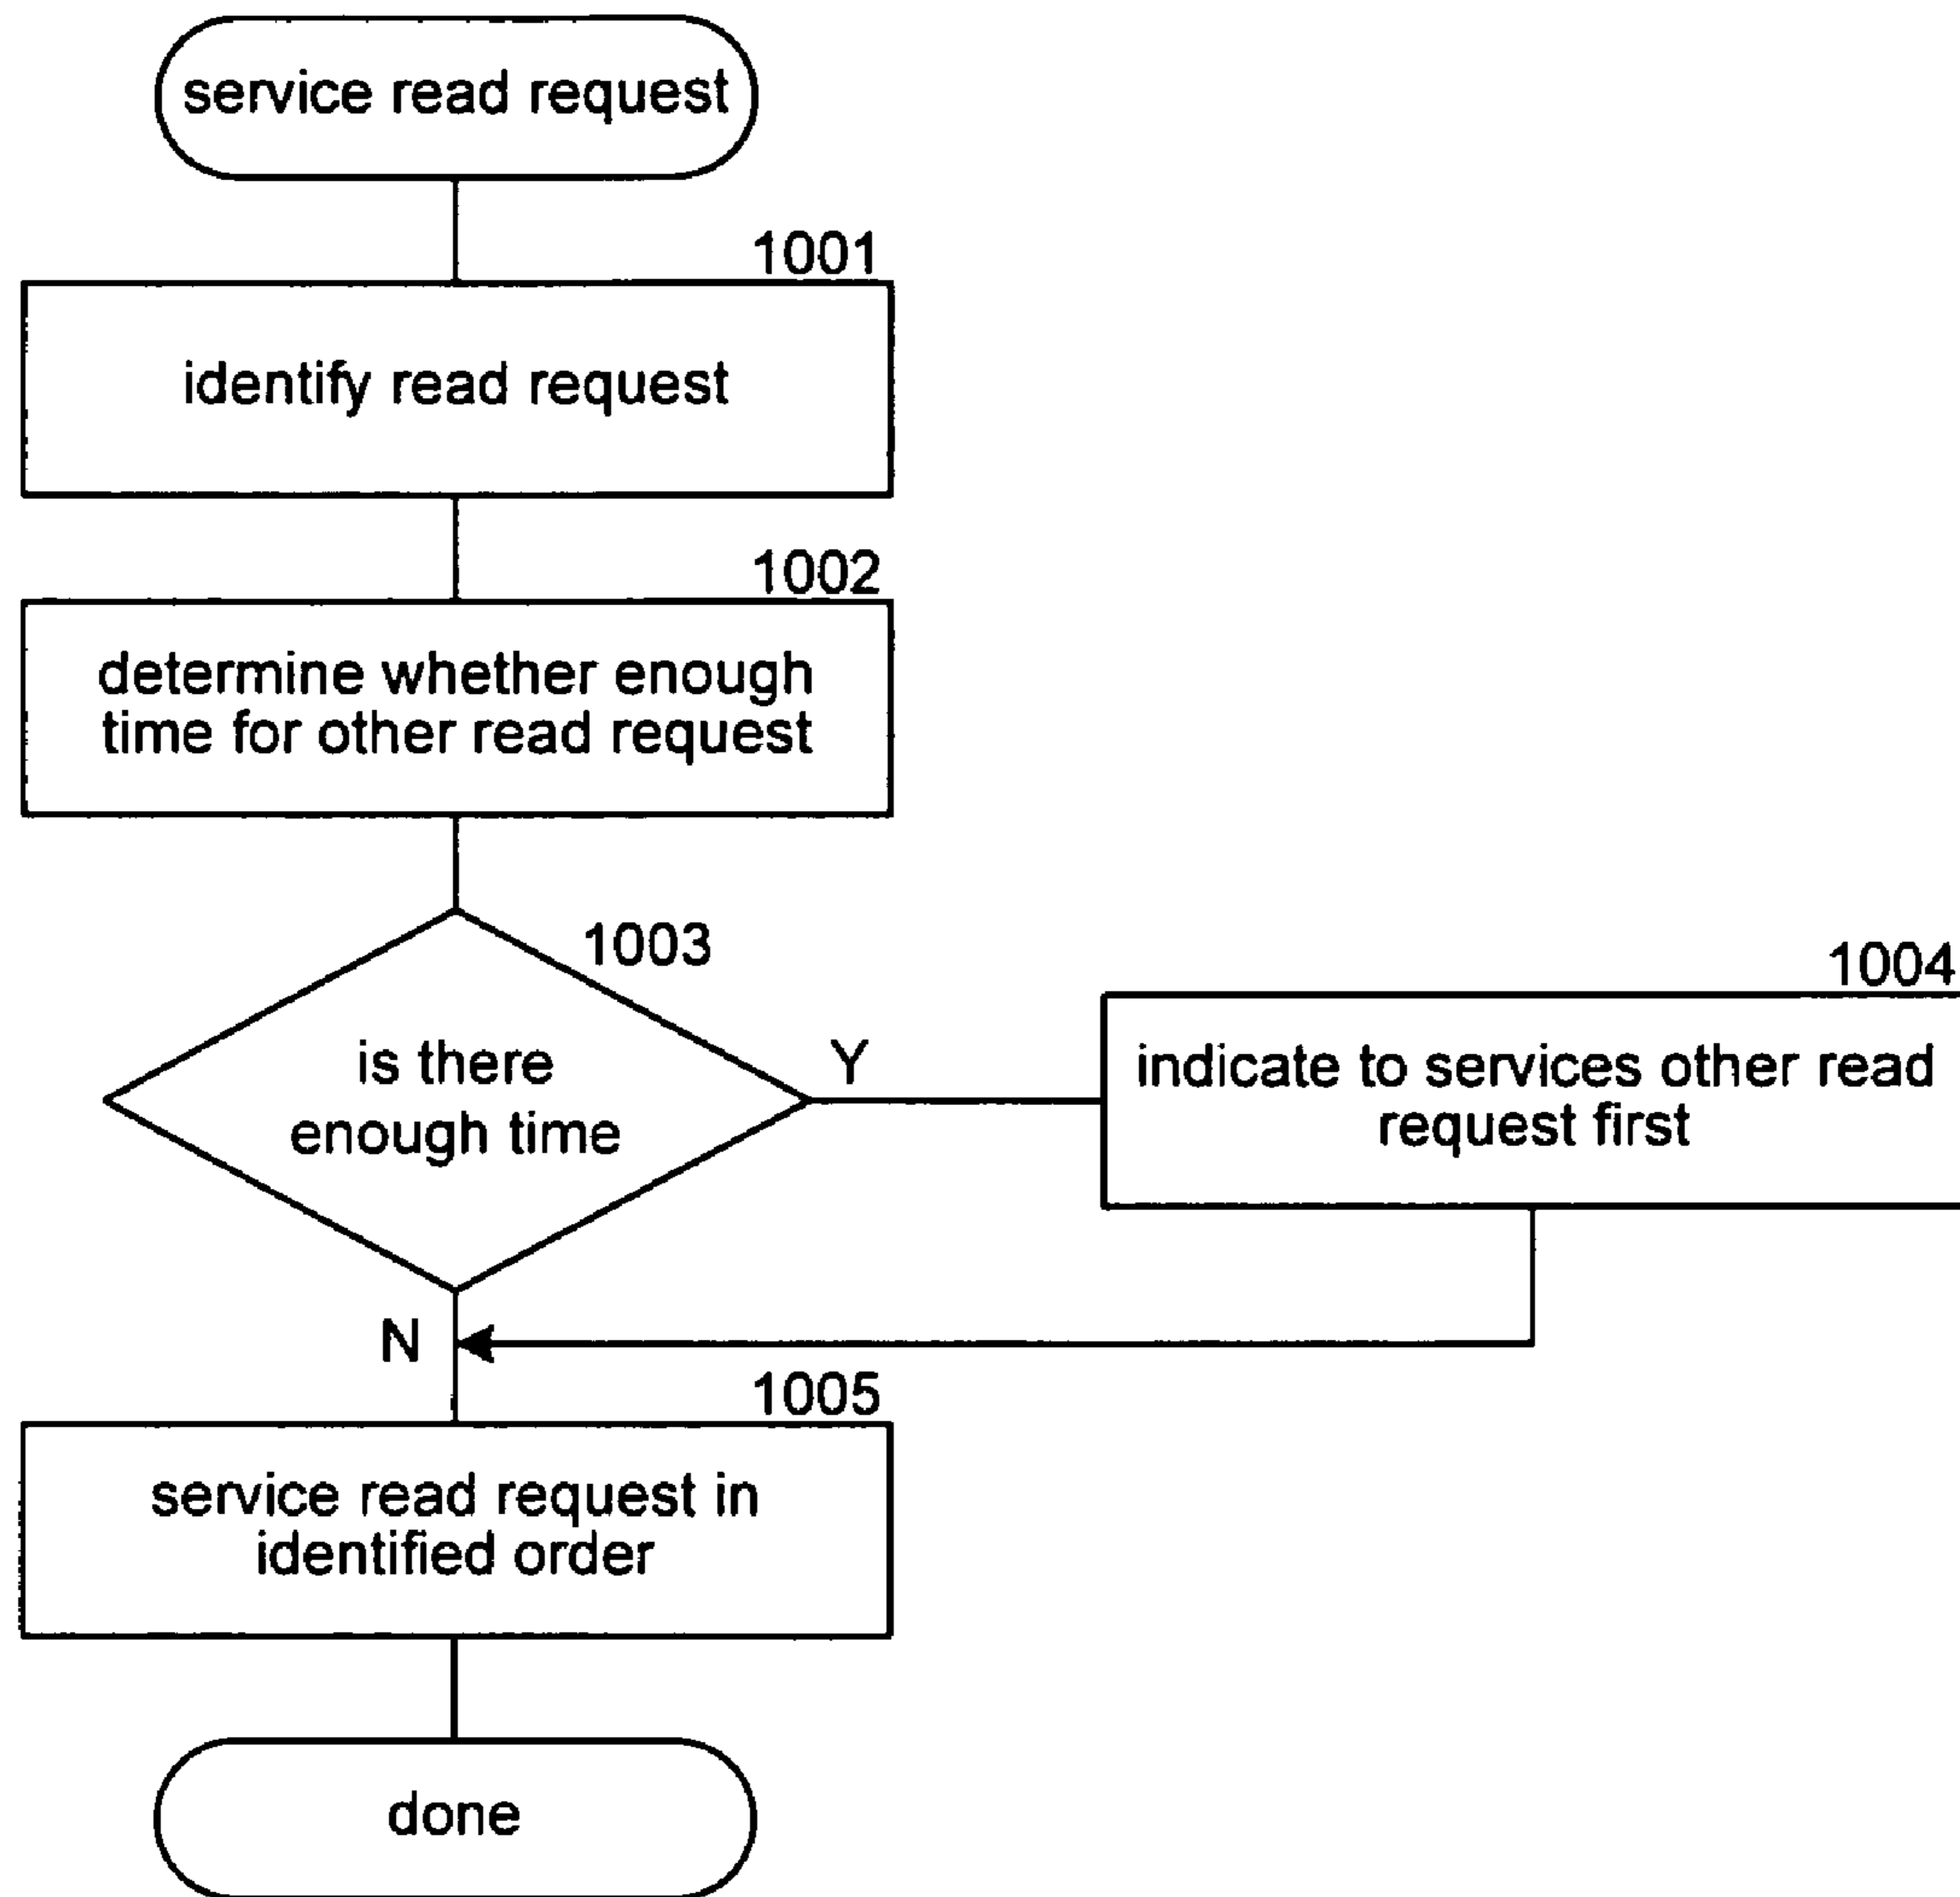 service read request
1001
identify read request
1002
determine whether enough
time for other read request
1003
is there
enough time
Y
1004
indicate to services other read
request first
N
1005
service read request in
identified order
done